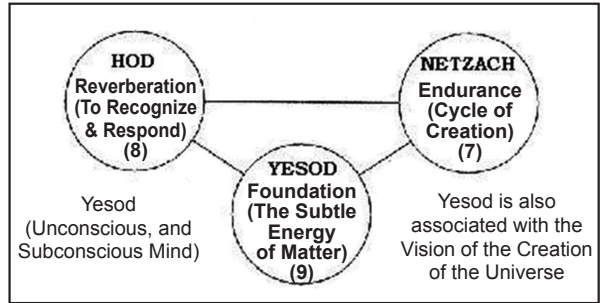 HOD
Reverberation
(To Recognize
& Respond)
(8)
NETZACH
Endurance
(Cycle of
Creation)
(7)
YESOD
Foundation
(The Subtle
Energy
of Matter)
(9)
Yesod
(Unconscious, and
Subconscious Mind)
Yesod is also
associated with the
Vision of the Creation
of the Universe